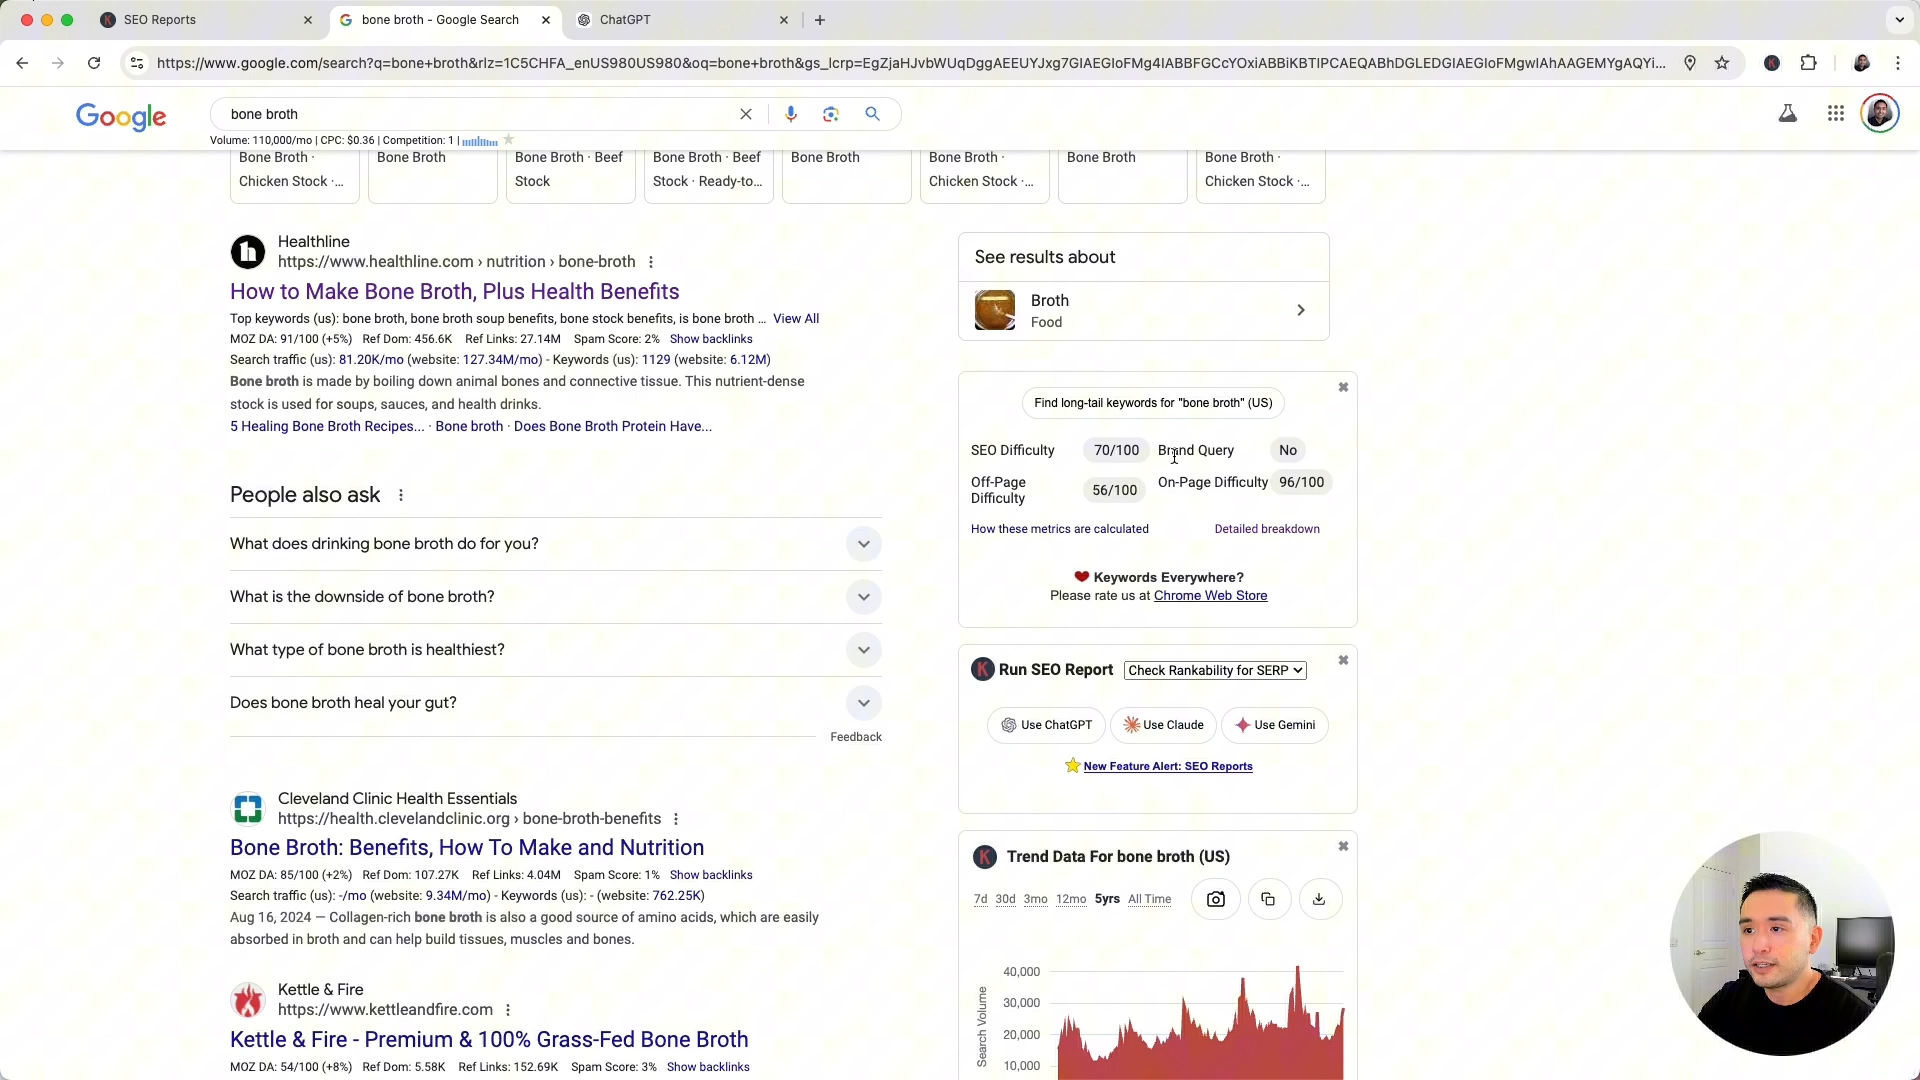 SEO Reports
bone broth - Google Search
ChatGPT
https://www.google.com/search?q=bone+broth&rlz=1C5CHFA_enUS980US980&oq=bone+broth&gs_lcrp=EgZjaHJvbWUqDggAEEUYJxg7GIAEGIoFMg4IABBFGCcYOxiABBiKBTIPCAEQABhDGLEDGIAEGIoFMgwIAhAAGEMYgAQYi...
Google
bone broth
Volume: 110,000/mo | CPC: $0.36 | Competition: 1 |
Bone Broth ·
Chicken Stock ·...
Bone Broth
Bone Broth · Beef
Stock
Bone Broth · Beef
Stock · Ready-to...
Bone Broth
Bone Broth ·
Chicken Stock ·...
Bone Broth
Bone Broth ·
Chicken Stock ·...
Healthline
https://www.healthline.com › nutrition › bone-broth
How to Make Bone Broth, Plus Health Benefits
Top keywords (us): bone broth, bone broth soup benefits, bone stock benefits, is bone broth ... View All
MOZ DA: 91/100 (+5%) Ref Dom: 456.6K Ref Links: 27.14M Spam Score: 2% Show backlinks
Search traffic (us): 81.20K/mo (website: 127.34M/mo) - Keywords (us): 1129 (website: 6.12M)
Bone broth is made by boiling down animal bones and connective tissue. This nutrient-dense
stock is used for soups, sauces, and health drinks.
5 Healing Bone Broth Recipes... · Bone broth · Does Bone Broth Protein Have...
People also ask
What does drinking bone broth do for you?
What is the downside of bone broth?
What type of bone broth is healthiest?
Does bone broth heal your gut?
Feedback
Cleveland Clinic Health Essentials
https://health.clevelandclinic.org › bone-broth-benefits
Bone Broth: Benefits, How To Make and Nutrition
MOZ DA: 85/100 (+2%) Ref Dom: 107.27K Ref Links: 4.04M Spam Score: 1% Show backlinks
Search traffic (us): -/mo (website: 9.34M/mo) - Keywords (us): - (website: 762.25K)
Aug 16, 2024 — Collagen-rich bone broth is also a good source of amino acids, which are easily
absorbed in broth and can help build tissues, muscles and bones.
Kettle & Fire
https://www.kettleandfire.com
Kettle & Fire - Premium & 100% Grass-Fed Bone Broth
MOZ DA: 54/100 (+8%) Ref Dom: 5.58K Ref Links: 152.69K Spam Score: 3% Show backlinks
See results about
Broth
Food
Find long-tail keywords for "bone broth" (US)
SEO Difficulty 70/100 Brand Query No
Off-Page
Difficulty 56/100 On-Page Difficulty 96/100
How these metrics are calculated Detailed breakdown
Keywords Everywhere?
Please rate us at Chrome Web Store
K Run SEO Report Check Rankability for SERP
Use ChatGPT Use Claude Use Gemini
New Feature Alert: SEO Reports
K Trend Data For bone broth (US)
7d 30d 3mo 12mo 5yrs All Time
Search Volume
40,000
30,000
20,000
10,000